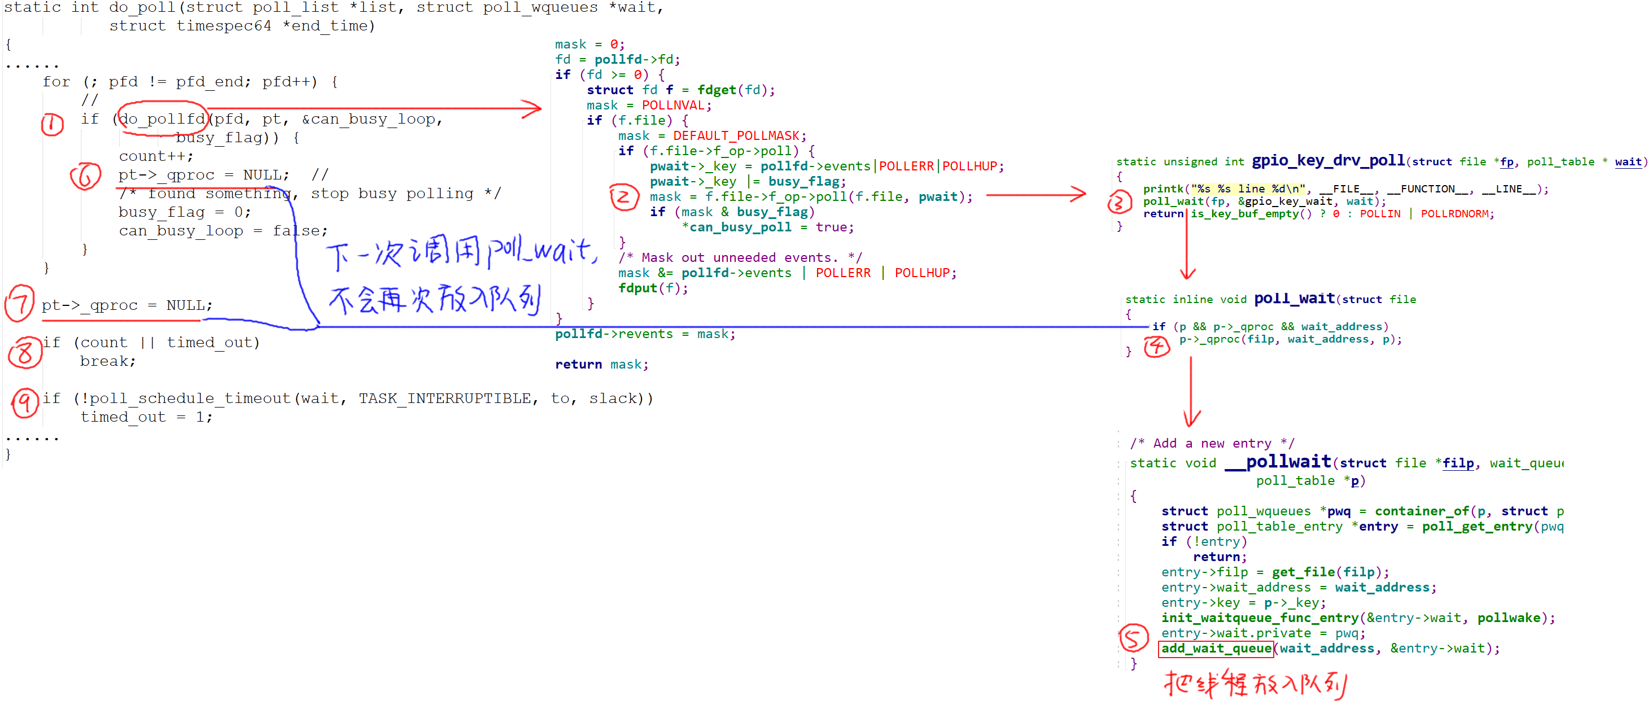 static int do_poll(struct poll_list *list, struct poll_wqueues *wait,
struct timespec64 *end_time)
{
......
for (; pfd != pfd_end; pfd++) {
//
① if (do_pollfd(pfd, pt, &can_busy_loop,
busy_flag)) {
count++;
⑥ pt->_qproc = NULL; //
/* found something, stop busy polling */
busy_flag = 0;
can_busy_loop = false;
}
}
⑦ pt->_qproc = NULL;
⑧ if (count || timed_out)
break;
⑨ if (!poll_schedule_timeout(wait, TASK_INTERRUPTIBLE, to, slack))
timed_out = 1;
......
}
下一次调用poll_wait,
不会再次放入队列
mask = 0;
fd = pollfd->fd;
if (fd >= 0) {
struct fd f = fdget(fd);
mask = POLLNVAL;
if (f.file) {
mask = DEFAULT_POLLMASK;
if (f.file->f_op->poll) {
pwait->_key = pollfd->events|POLLERR|POLLHUP;
pwait->_key |= busy_flag;
② mask = f.file->f_op->poll(f.file, pwait);
if (mask & busy_flag)
*can_busy_poll = true;
}
/* Mask out unneeded events. */
mask &= pollfd->events | POLLERR | POLLHUP;
fdput(f);
}
}
pollfd->revents = mask;
return mask;
static unsigned int gpio_key_drv_poll(struct file *fp, poll_table * wait)
{
printk("%s %s line %d\n", __FILE__, __FUNCTION__, __LINE__);
③ poll_wait(fp, &gpio_key_wait, wait);
return is_key_buf_empty() ? 0 : POLLIN | POLLRDNORM;
}
static inline void poll_wait(struct file
{
if (p && p->_qproc && wait_address)
④ p->_qproc(filp, wait_address, p);
}
/* Add a new entry */
static void __pollwait(struct file *filp, wait_queue
poll_table *p)
{
struct poll_wqueues *pwq = container_of(p, struct p
struct poll_table_entry *entry = poll_get_entry(pwq
if (!entry)
return;
entry->filp = get_file(filp);
entry->wait_address = wait_address;
entry->key = p->_key;
init_waitqueue_func_entry(&entry->wait, pollwake);
entry->wait.private = pwq;
⑤ add_wait_queue(wait_address, &entry->wait);
}
把线程放入队列